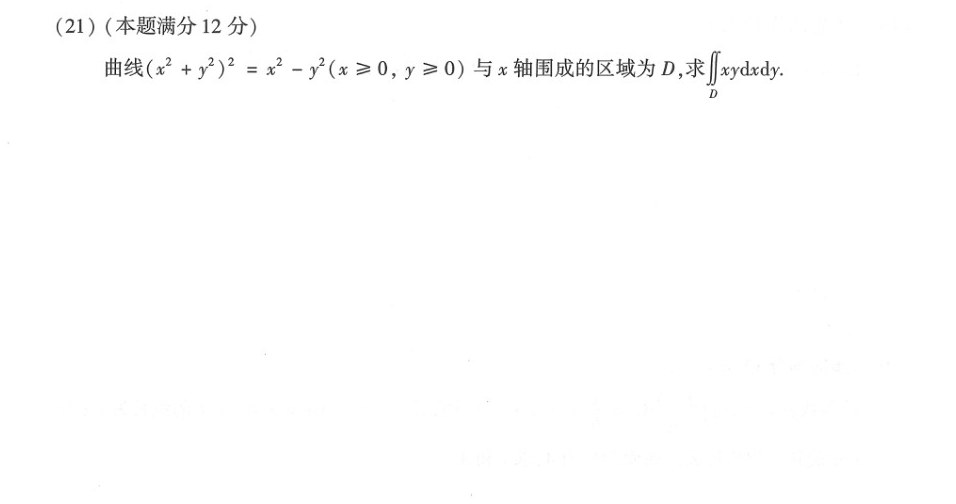 (21) (本题满分 12 分)
曲线(x² + y²)² = x² − y²(x ⩾ 0, y ⩾ 0) 与 x 轴围成的区域为 D,求∬_D xydxdy.